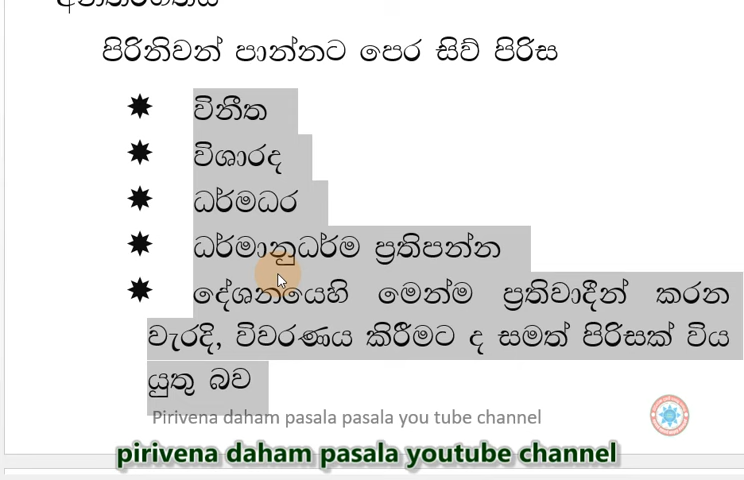 පිරිනිවන් පාන්නට පෙර සිව් පිරිස
විනීත
විශාරද
ධර්මධර
ධර්මානුධර්ම ප්‍රතිපන්න
දේශනයෙහි මෙන්ම ප්‍රතිවාදීන් කරන
වැරදි, විවරණය කිරීමට ද සමත් පිරිසක් විය
යුතු බව
Pirivena daham pasala pasala you tube channel
pirivena daham pasala youtube channel